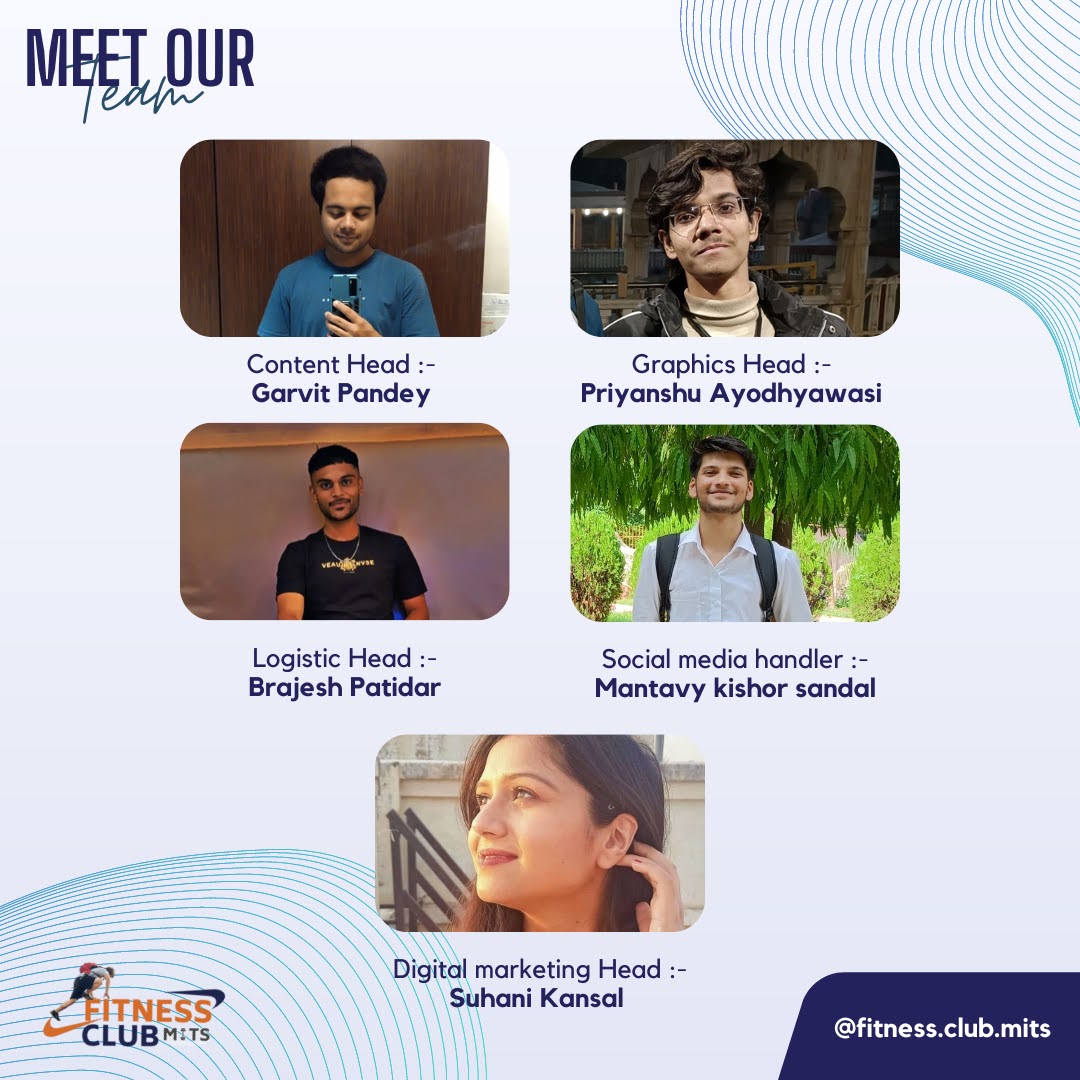 MEET OUR
Team
Content Head :-
Garvit Pandey
Graphics Head :-
Priyanshu Ayodhyawasi
Logistic Head :-
Brajesh Patidar
Social media handler :-
Mantavy kishor sandal
Digital marketing Head :-
Suhani Kansal
FITNESS
CLUB MITS
@fitness.club.mits